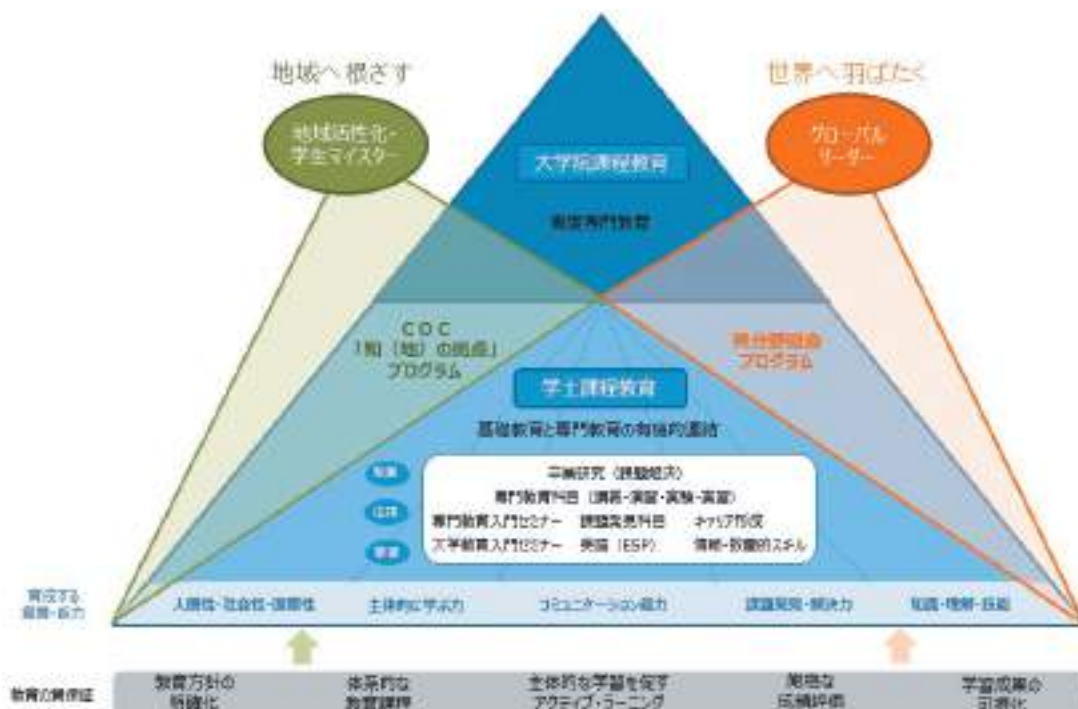 地域へ根ざす
世界へ羽ばたく
地域活性化・
学生マイスター
グローバル
リーダー
大学院課程教育
高度専門教育
COC
「知（地）の拠点」
プログラム
異分野融合
プログラム
学士課程教育
基礎教育と専門教育の有機的連結
卒業研究（課題解決）
専門教育科目（講義・演習・実験・実習）
専門教育入門セミナー 課題発見科目 キャリア形成
大学教育入門セミナー 英語（ESP） 情報・数量的スキル
育成する
資質・能力
人間性・社会性・国際性
主体的に学ぶ力
コミュニケーション能力
課題発見・解決力
知識・理解・技能
教育の質保証
教育方針の
明確化
体系的な
教育課程
主体的な学習を促す
アクティブ・ラーニング
厳格な
成績評価
学習成果の
可視化